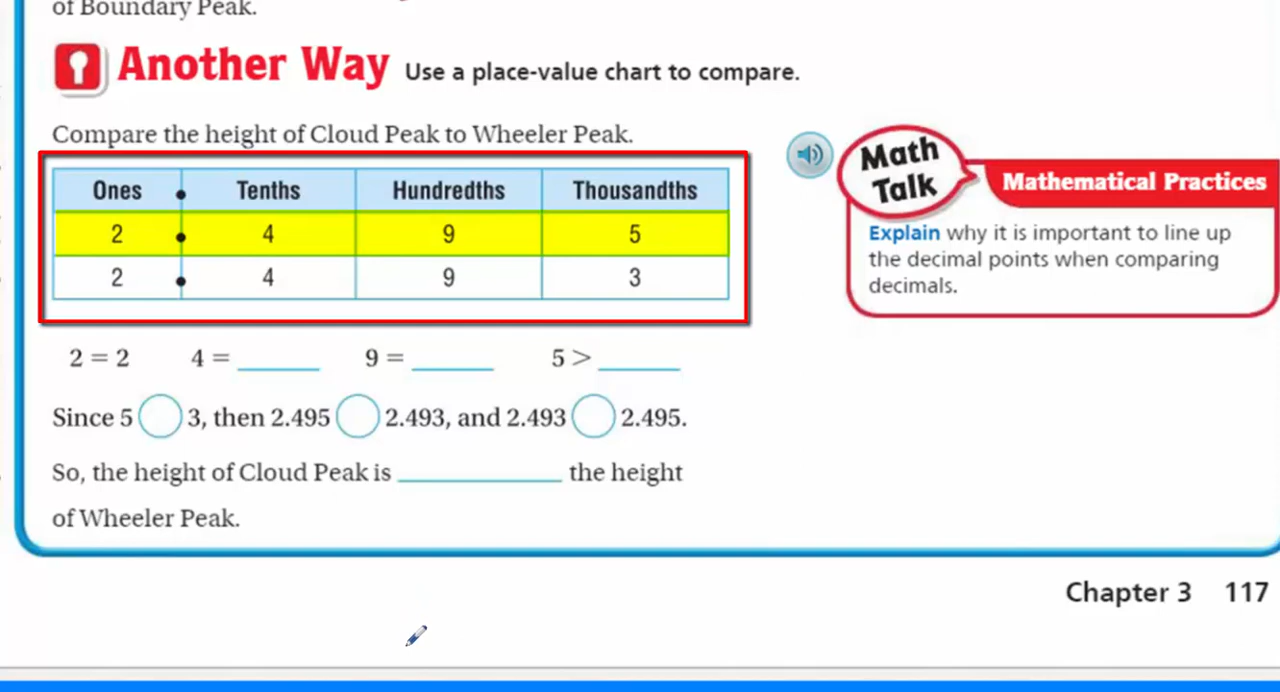 of Boundary Peak.
Another Way Use a place-value chart to compare.
Compare the height of Cloud Peak to Wheeler Peak.
Ones • Tenths Hundredths Thousandths
2 • 4 9 5
2 • 4 9 3
2 = 2 4 = ______ 9 = ______ 5 > ______
Since 5 ◯ 3, then 2.495 ◯ 2.493, and 2.493 ◯ 2.495.
So, the height of Cloud Peak is ____________ the height
of Wheeler Peak.
Math
Talk
Mathematical Practices
Explain why it is important to line up
the decimal points when comparing
decimals.
Chapter 3 117